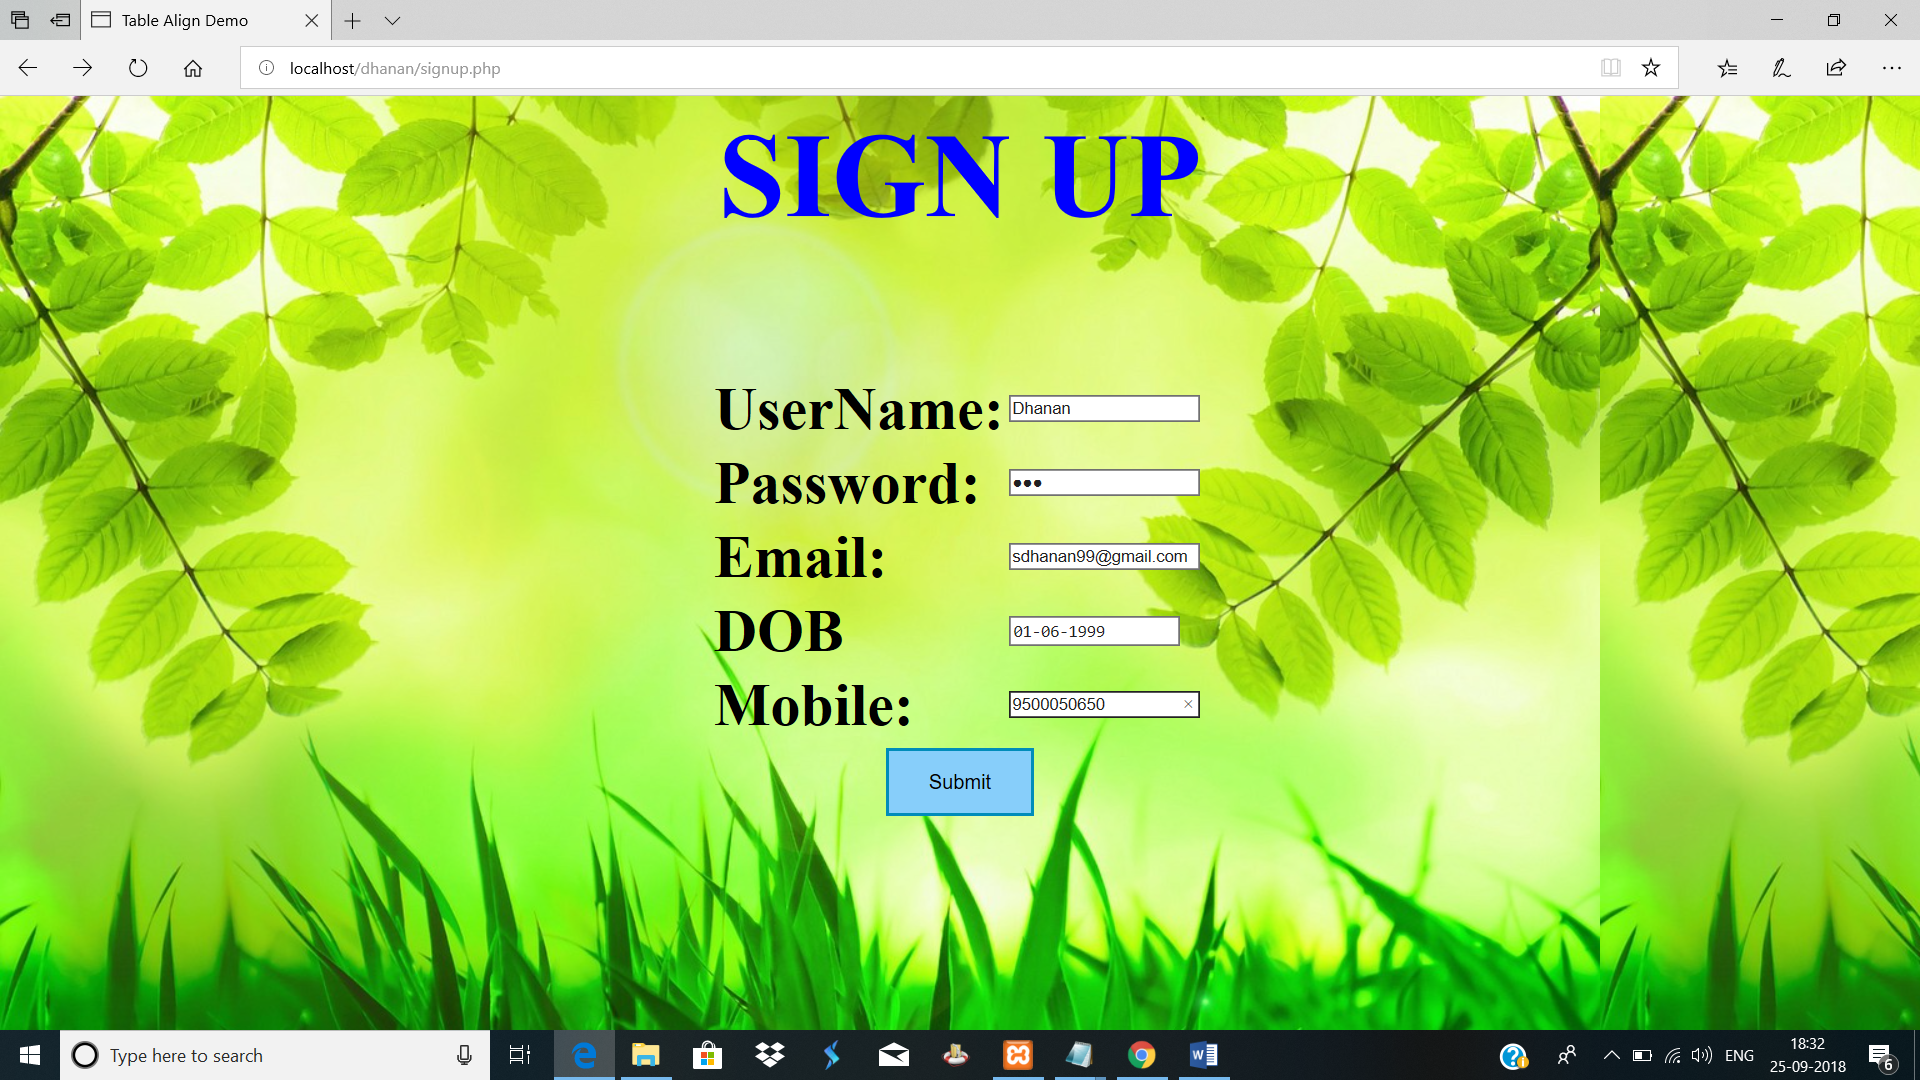 Table Align Demo
localhost/dhanan/signup.php
SIGN UP
UserName: Dhanan
Password: •••
Email: sdhanan99@gmail.com
DOB 01-06-1999
Mobile: 9500050650
Submit
Type here to search
ENG
18:32
25-09-2018
6